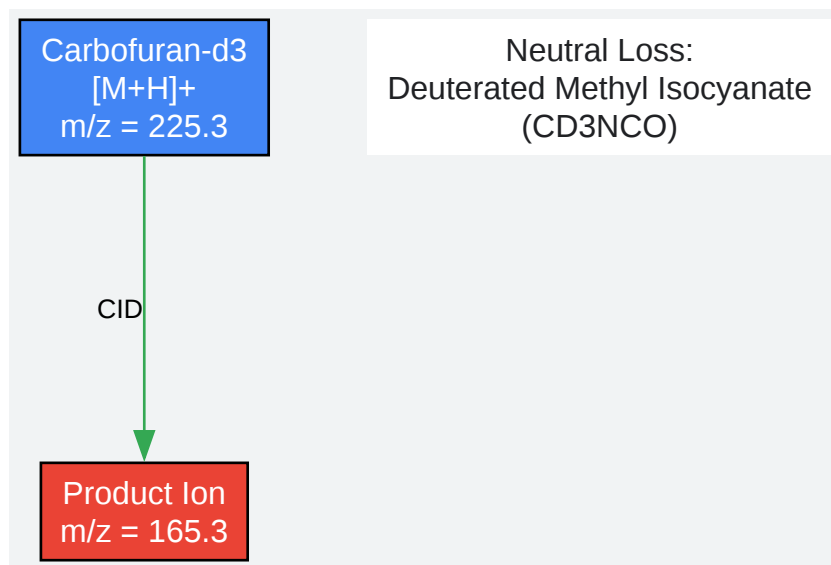 Carbofuran-d3
[M+H]+
m/z = 225.3
Neutral Loss:
Deuterated Methyl Isocyanate
(CD3NCO)
CID
Product Ion
m/z = 165.3